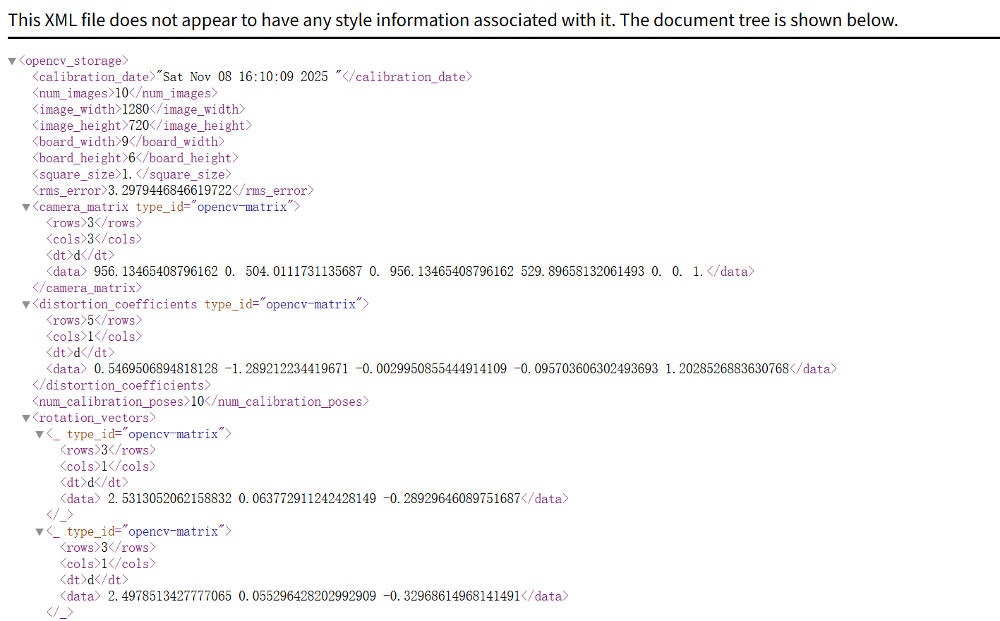 This XML file does not appear to have any style information associated with it. The document tree is shown below.
▼<opencv_storage>
<calibration_date>"Sat Nov 08 16:10:09 2025 "</calibration_date>
<num_images>10</num_images>
<image_width>1280</image_width>
<image_height>720</image_height>
<board_width>9</board_width>
<board_height>6</board_height>
<square_size>1.</square_size>
<rms_error>3.2979446846619722</rms_error>
▼<camera_matrix type_id="opencv-matrix">
<rows>3</rows>
<cols>3</cols>
<dt>d</dt>
<data> 956.13465408796162 0. 504.0111731135687 0. 956.13465408796162 529.89658132061493 0. 0. 1.</data>
</camera_matrix>
▼<distortion_coefficients type_id="opencv-matrix">
<rows>5</rows>
<cols>1</cols>
<dt>d</dt>
<data> 0.5469506894818128 -1.289212234419671 -0.0029950855444914109 -0.095703606302493693 1.2028526883630768</data>
</distortion_coefficients>
<num_calibration_poses>10</num_calibration_poses>
▼<rotation_vectors>
▼<_ type_id="opencv-matrix">
<rows>3</rows>
<cols>1</cols>
<dt>d</dt>
<data> 2.5313052062158832 0.063772911242428149 -0.28929646089751687</data>
</_>
▼<_ type_id="opencv-matrix">
<rows>3</rows>
<cols>1</cols>
<dt>d</dt>
<data> 2.4978513427777065 0.055296428202992909 -0.32968614968141491</data>
</_>